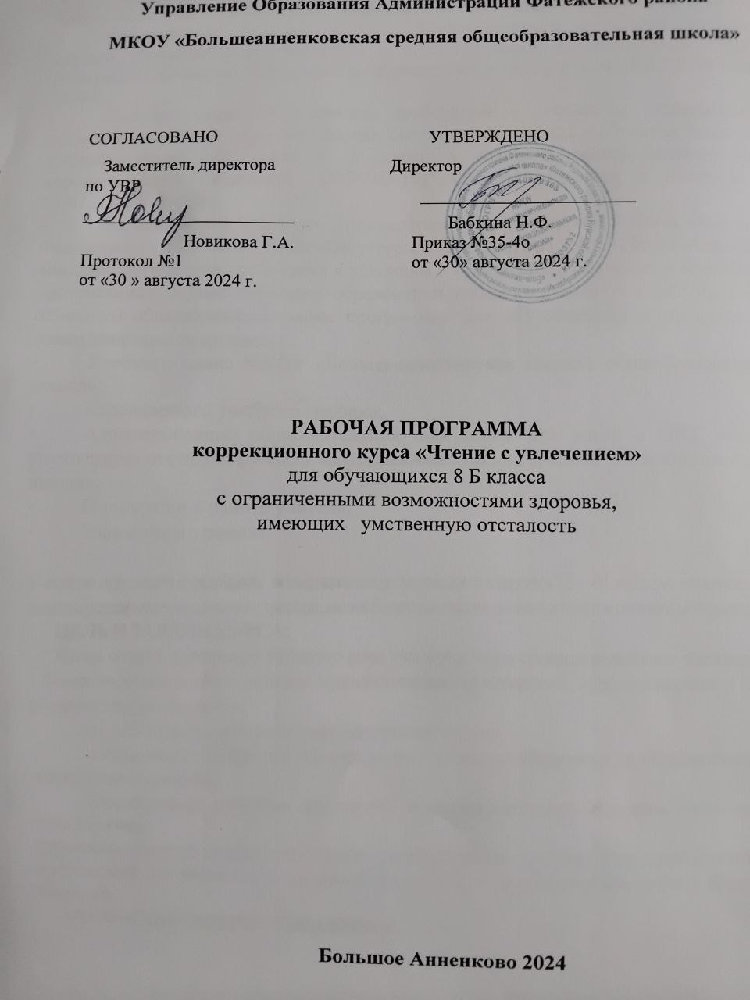 Управление Образования Администрации Фатежского района
МКОУ «Большеанненковская средняя общеобразовательная школа»
СОГЛАСОВАНО
Заместитель директора
по УВР
Новикова Г.А.
Протокол №1
от «30 » августа 2024 г.
УТВЕРЖДЕНО
Директор
Бабкина Н.Ф.
Приказ №35-4о
от «30» августа 2024 г.
РАБОЧАЯ ПРОГРАММА
коррекционного курса «Чтение с увлечением»
для обучающихся 8 Б класса
с ограниченными возможностями здоровья,
имеющих умственную отсталость
Большое Анненково 2024